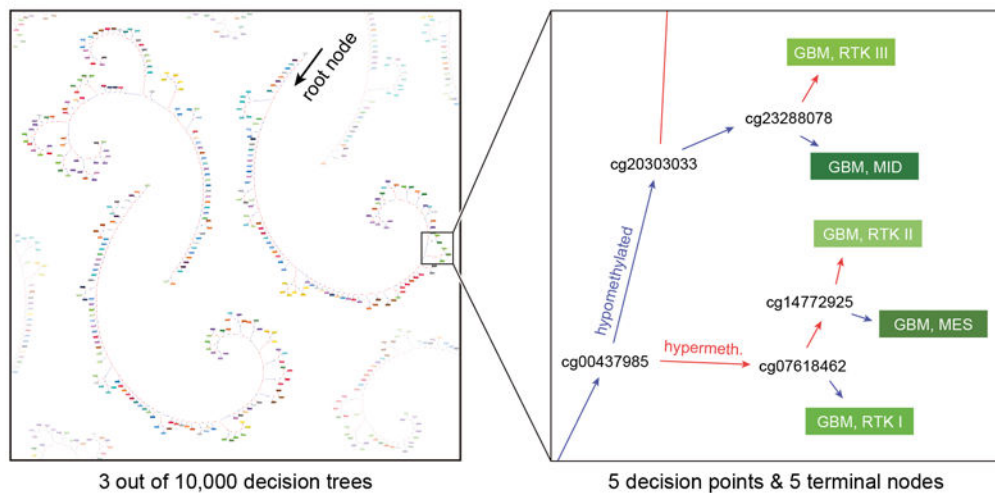 root node
3 out of 10,000 decision trees
GBM, RTK III
cg23288078
cg20303033
GBM, MID
GBM, RTK II
hypomethylated
cg14772925
GBM, MES
hypermeth.
cg00437985
cg07618462
GBM, RTK I
5 decision points & 5 terminal nodes